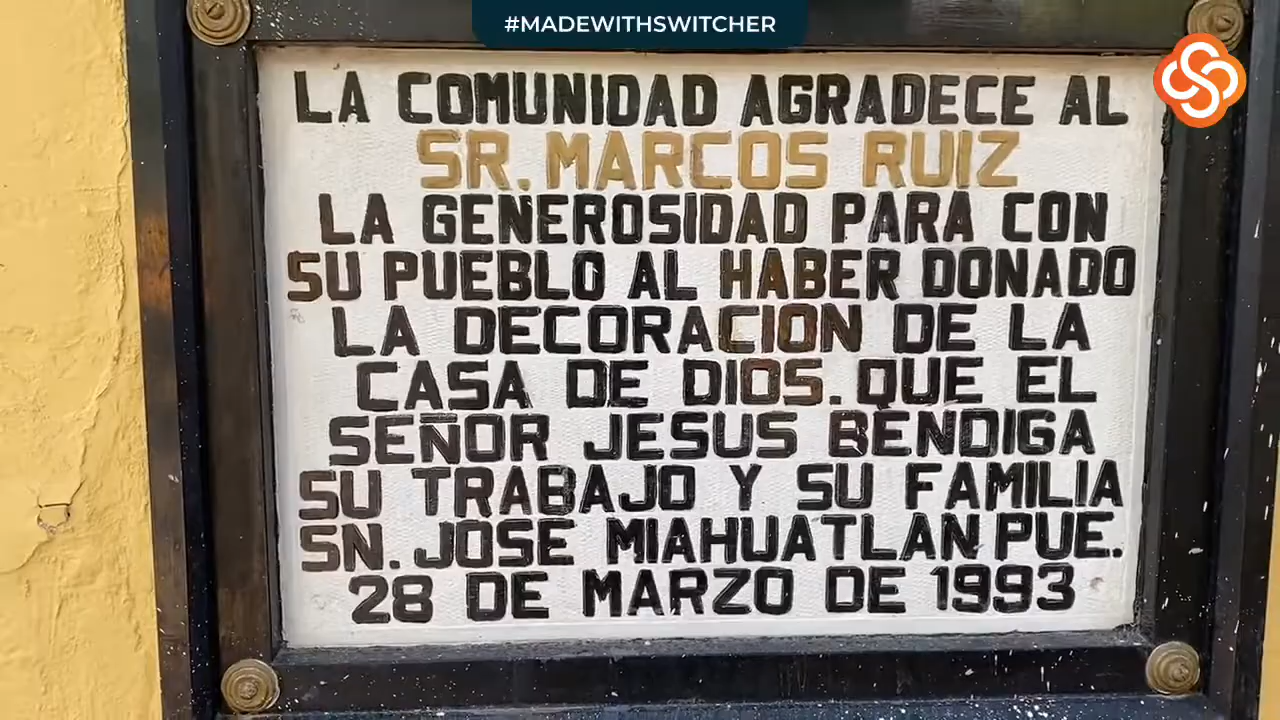 #MADEWITHSWITCHER
LA COMUNIDAD AGRADECE AL
SR. MARCOS RUIZ
LA GENEROSIDAD PARA CON
SU PUEBLO AL HABER DONADO
LA DECORACION DE LA
CASA DE DIOS. QUE EL
SEÑOR JESUS BENDIGA
SU TRABAJO Y SU FAMILIA
SN. JOSE MIAHUATLAN PUE.
28 DE MARZO DE 1993